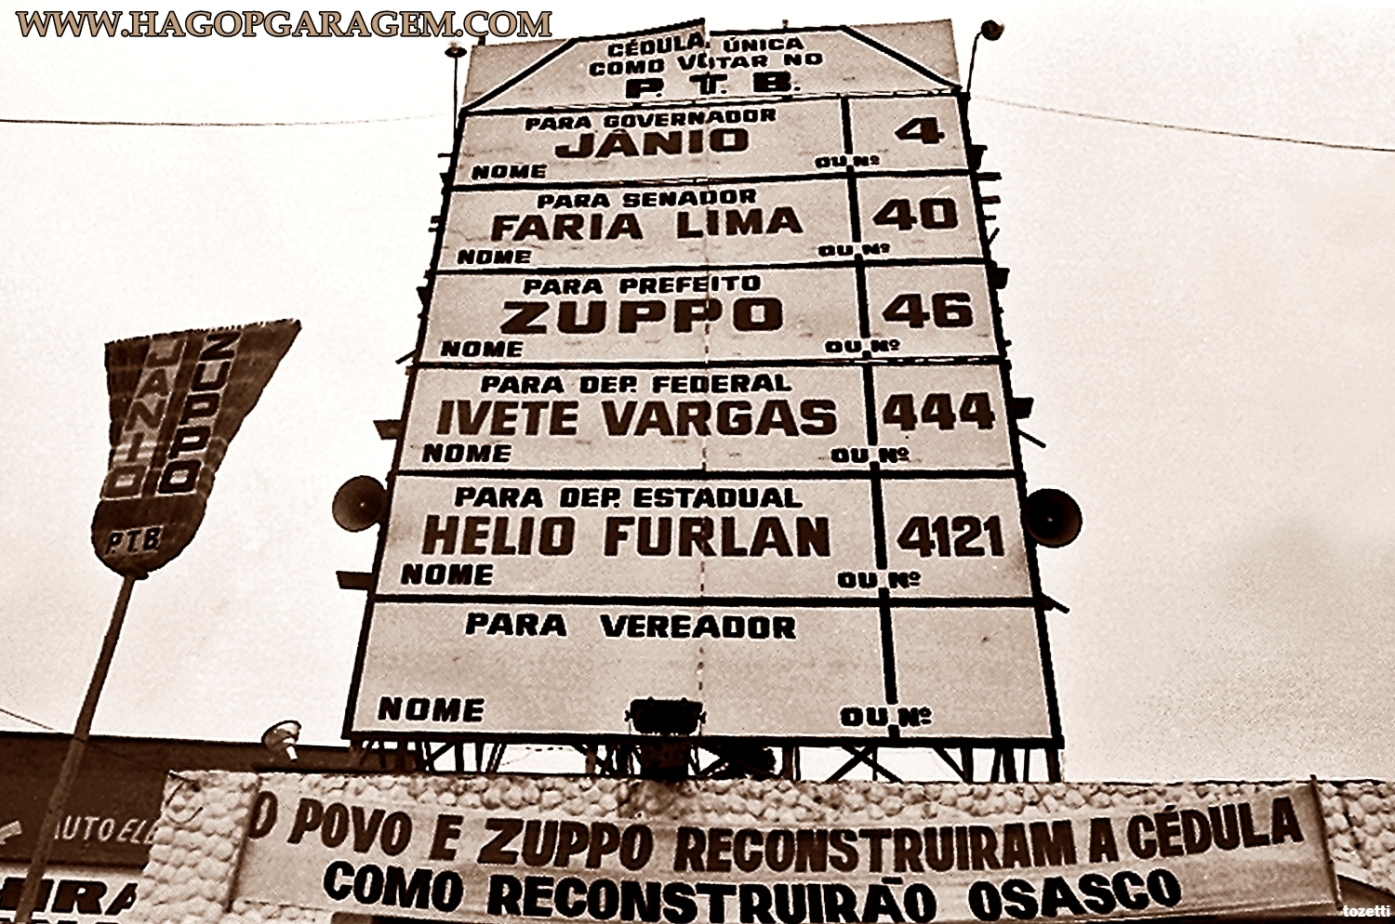 WWW.HAGOPGARAGEM.COM
CÉDULA ÚNICA
COMO VOTAR NO
P. T. B.
PARA GOVERNADOR
JÂNIO
4
NOME
OU Nº
PARA SENADOR
FARIA LIMA
40
NOME
OU Nº
PARA PREFEITO
ZUPPO
46
NOME
OU Nº
PARA DEP. FEDERAL
IVETE VARGAS
444
NOME
OU Nº
PARA DEP. ESTADUAL
HELIO FURLAN
4121
NOME
OU Nº
PARA VEREADOR
NOME
OU Nº
JANIO
ZUPPO
PTB
O POVO E ZUPPO RECONSTRUIRAM A CÉDULA
COMO RECONSTRUIRÃO OSASCO
AUTO ELE
tozetti